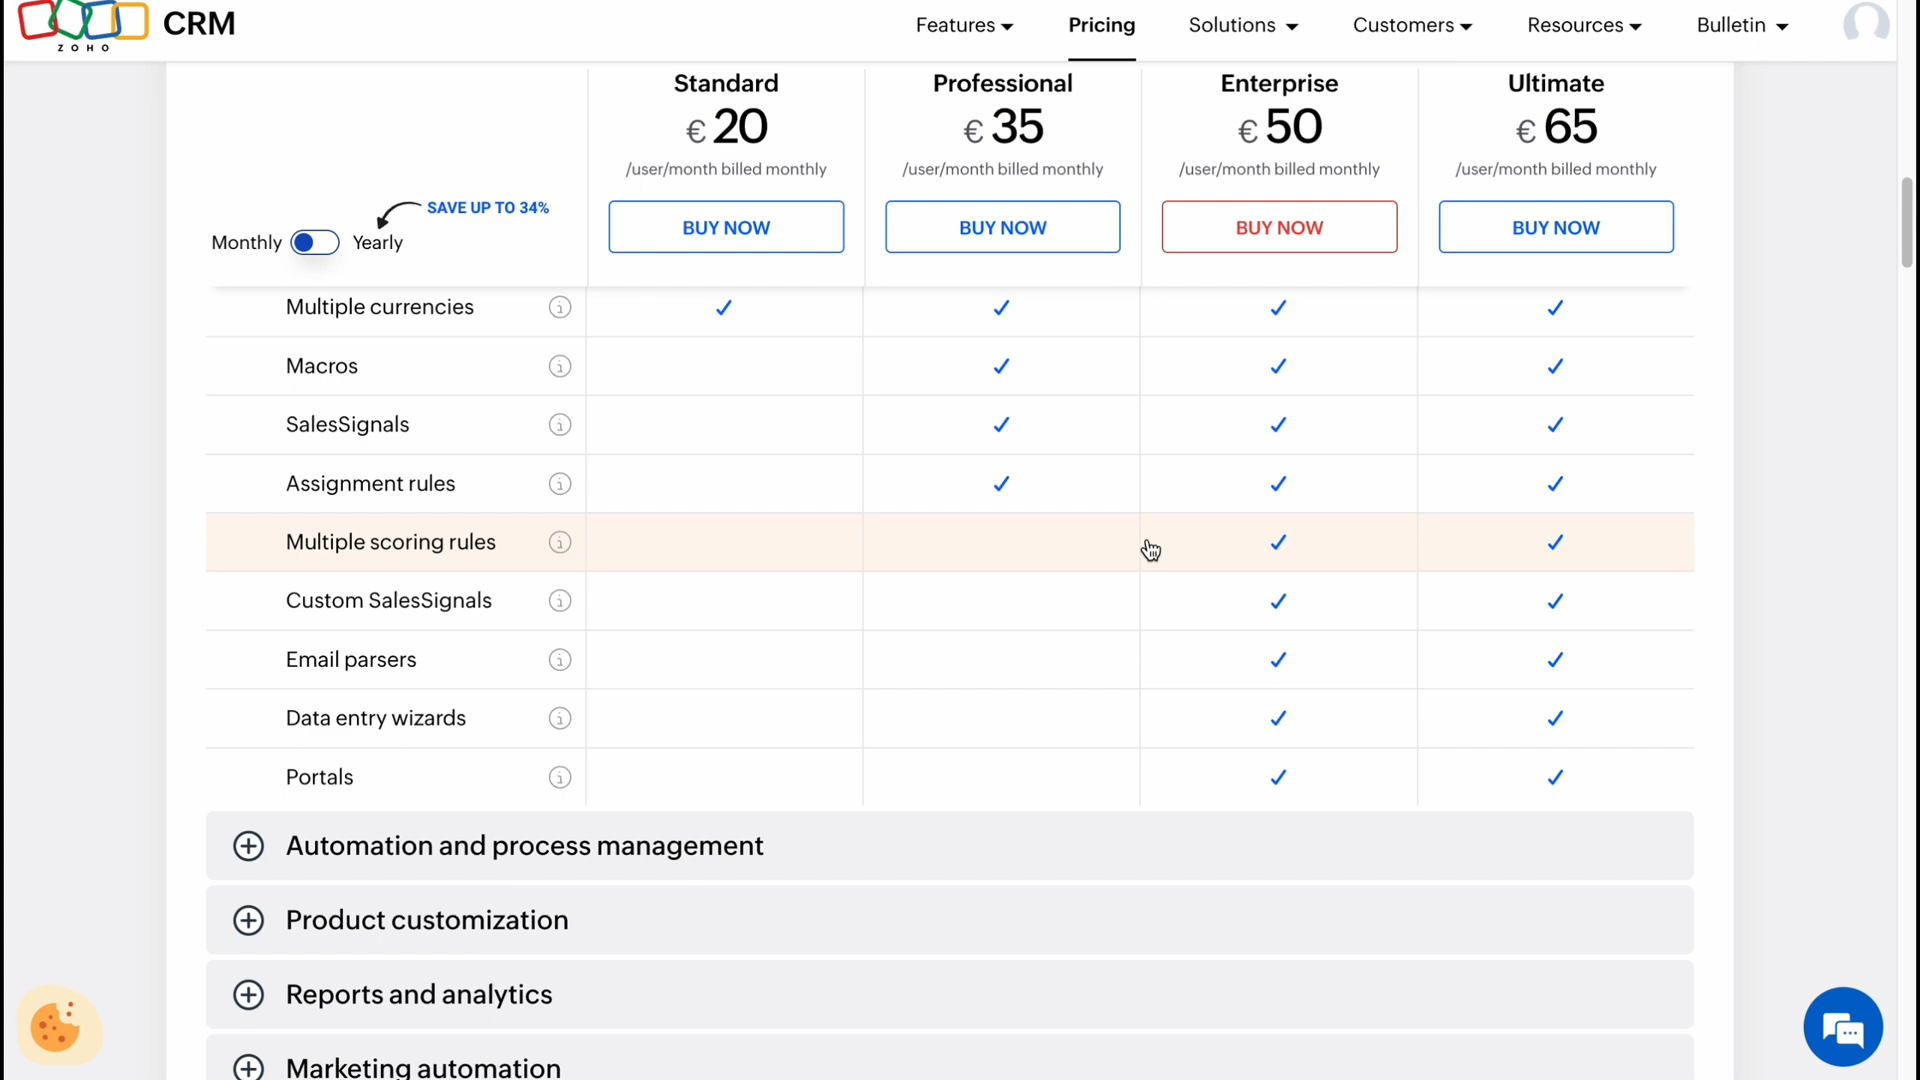 ZOHO
CRM
Features
Pricing
Solutions
Customers
Resources
Bulletin
Standard
€ 20
/user/month billed monthly
BUY NOW
Professional
€ 35
/user/month billed monthly
BUY NOW
Enterprise
€ 50
/user/month billed monthly
BUY NOW
Ultimate
€ 65
/user/month billed monthly
BUY NOW
SAVE UP TO 34%
Monthly
Yearly
Multiple currencies
Macros
SalesSignals
Assignment rules
Multiple scoring rules
Custom SalesSignals
Email parsers
Data entry wizards
Portals
Automation and process management
Product customization
Reports and analytics
Marketing automation